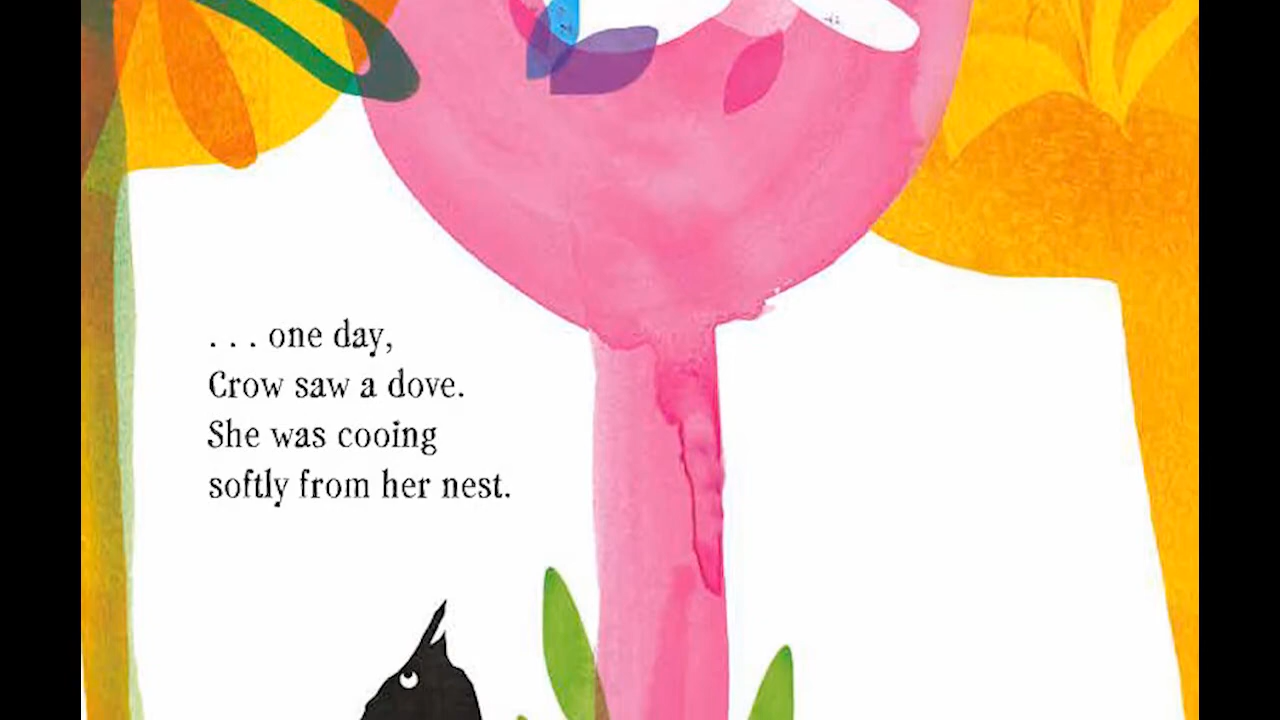 . . . one day,
Crow saw a dove.
She was cooing
softly from her nest.